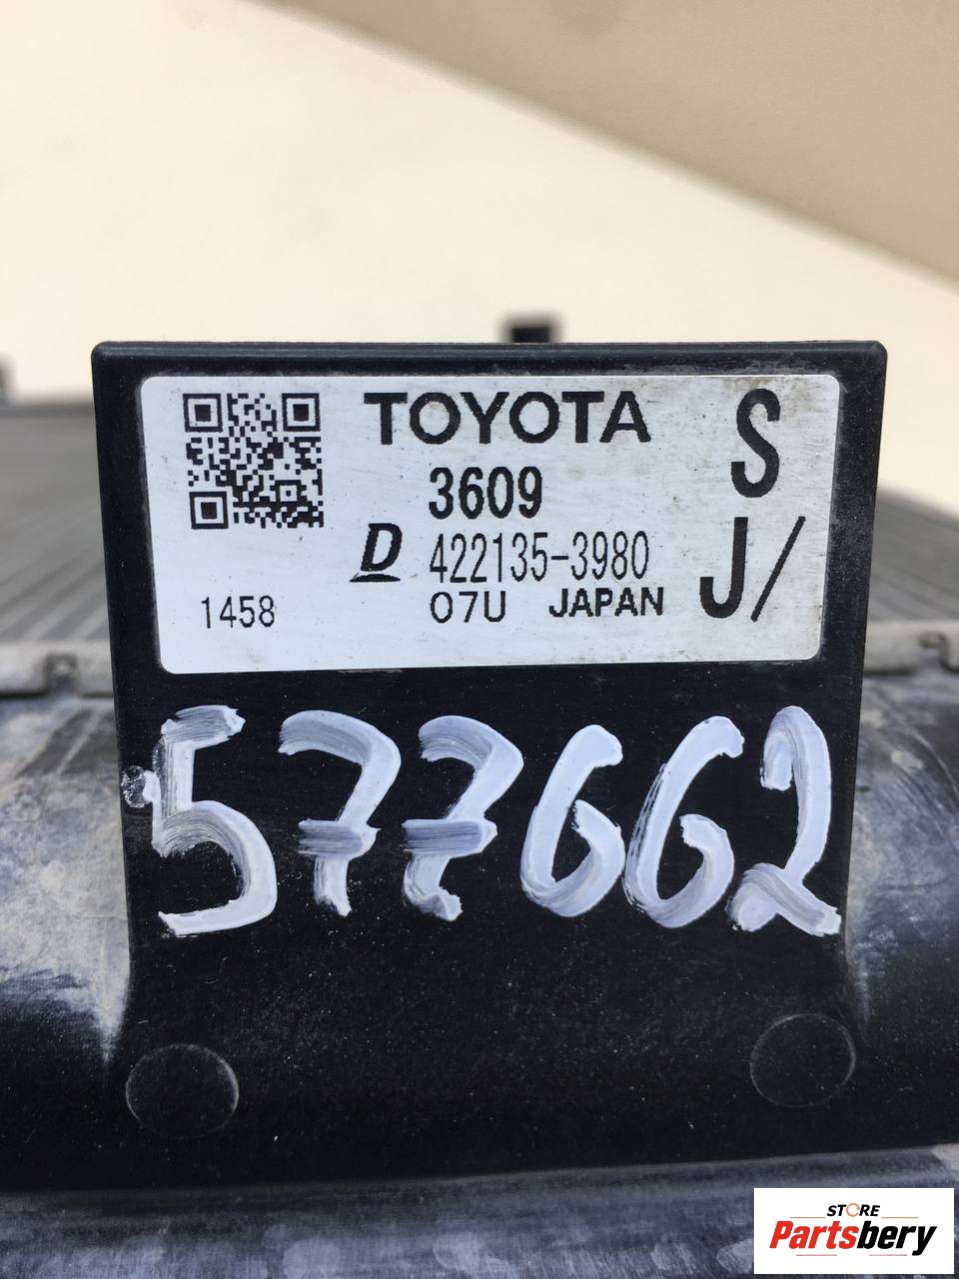 TOYOTA
S
3609
D 422135-3980
J/
1458
07U JAPAN
577662
STORE
Partsbery